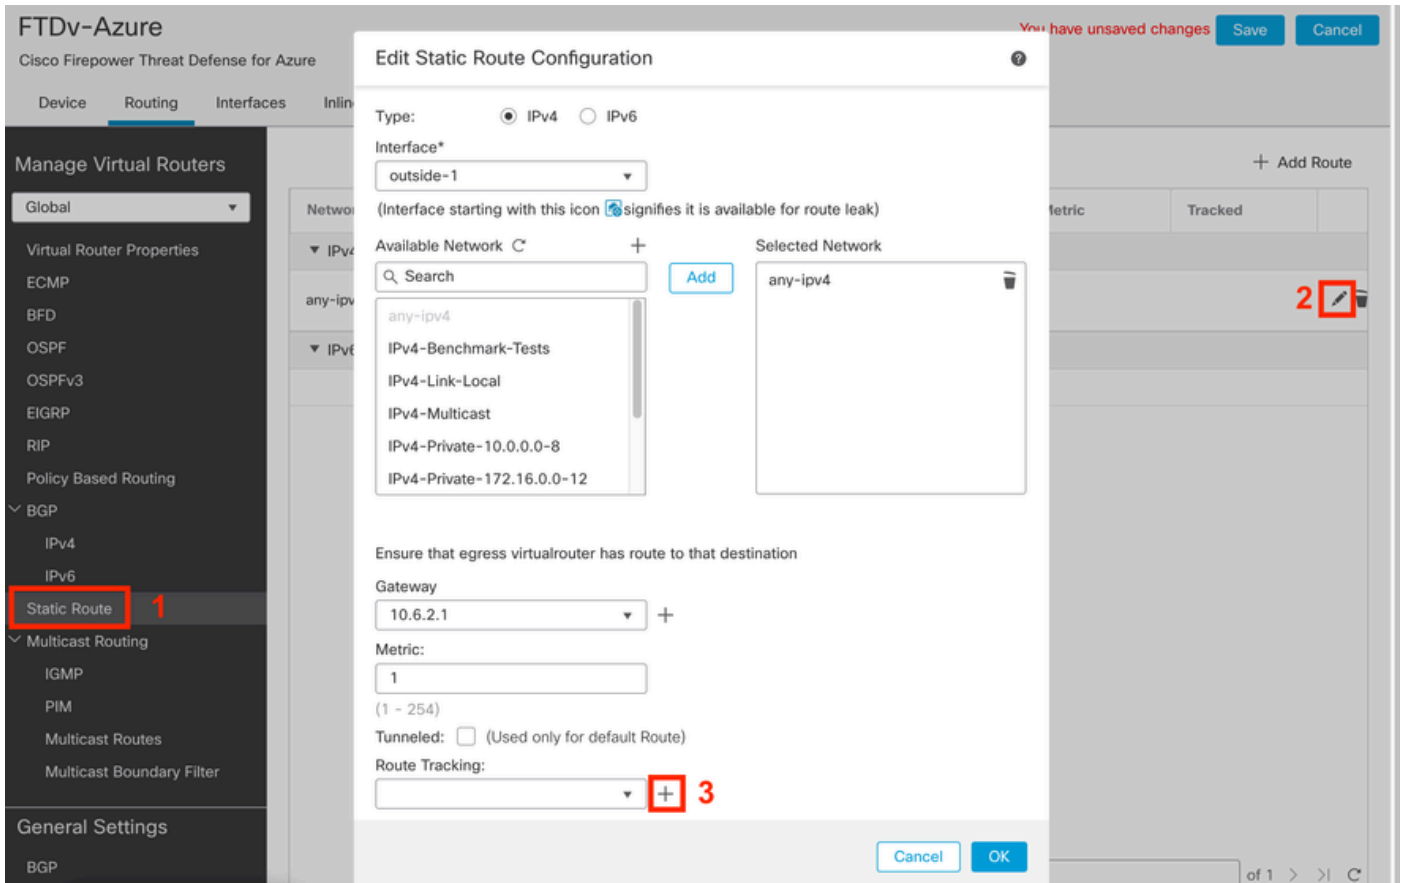 FTDv-Azure
You have unsaved changes
Save
Cancel
Cisco Firepower Threat Defense for Azure
Device
Routing
Interfaces
Inlin
Manage Virtual Routers
Global
Virtual Router Properties
ECMP
BFD
OSPF
OSPFv3
EIGRP
RIP
Policy Based Routing
BGP
IPv4
IPv6
Static Route
1
Multicast Routing
IGMP
PIM
Multicast Routes
Multicast Boundary Filter
General Settings
BGP
+ Add Route
Netwo
Metric
Tracked
IPv4
any-ipv
IPv6
2
Edit Static Route Configuration
Type:
IPv4
IPv6
Interface*
outside-1
(Interface starting with this icon signifies it is available for route leak)
Available Network
+
Selected Network
Search
Add
any-ipv4
any-ipv4
IPv4-Benchmark-Tests
IPv4-Link-Local
IPv4-Multicast
IPv4-Private-10.0.0.0-8
IPv4-Private-172.16.0.0-12
Ensure that egress virtualrouter has route to that destination
Gateway
10.6.2.1
+
Metric:
1
(1 - 254)
Tunneled:
(Used only for default Route)
Route Tracking:
+
3
Cancel
OK
of 1